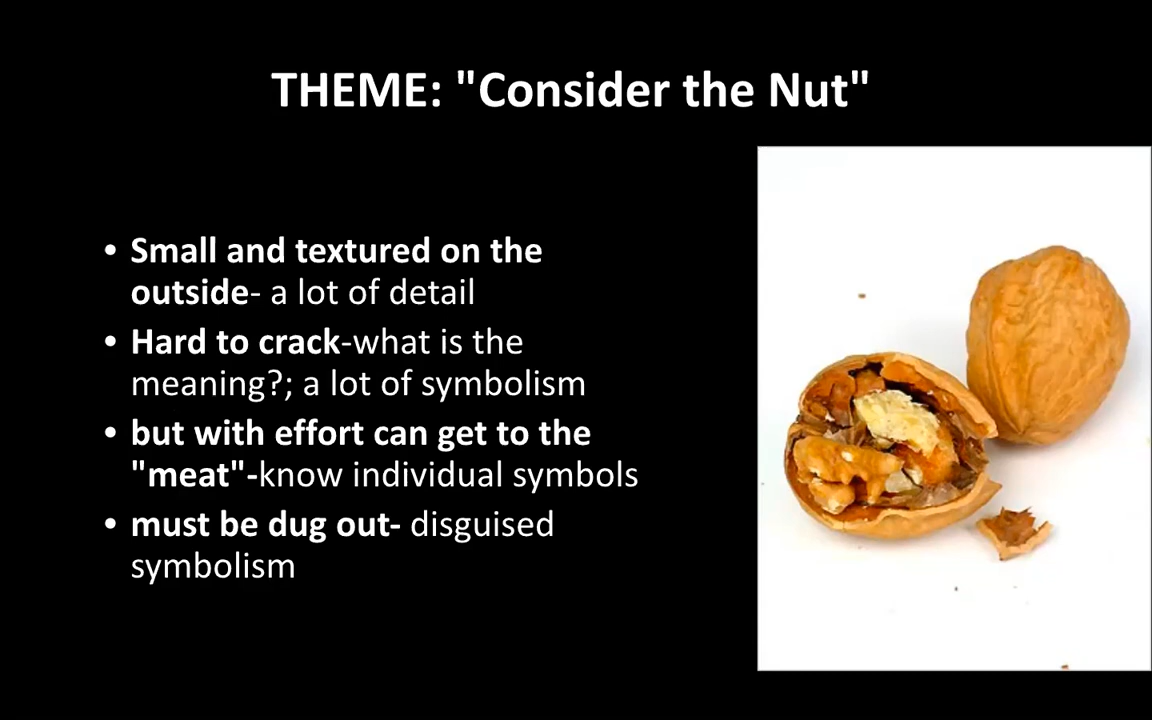 THEME: "Consider the Nut"
• Small and textured on the
outside- a lot of detail
• Hard to crack-what is the
meaning?; a lot of symbolism
• but with effort can get to the
"meat"-know individual symbols
• must be dug out- disguised
symbolism